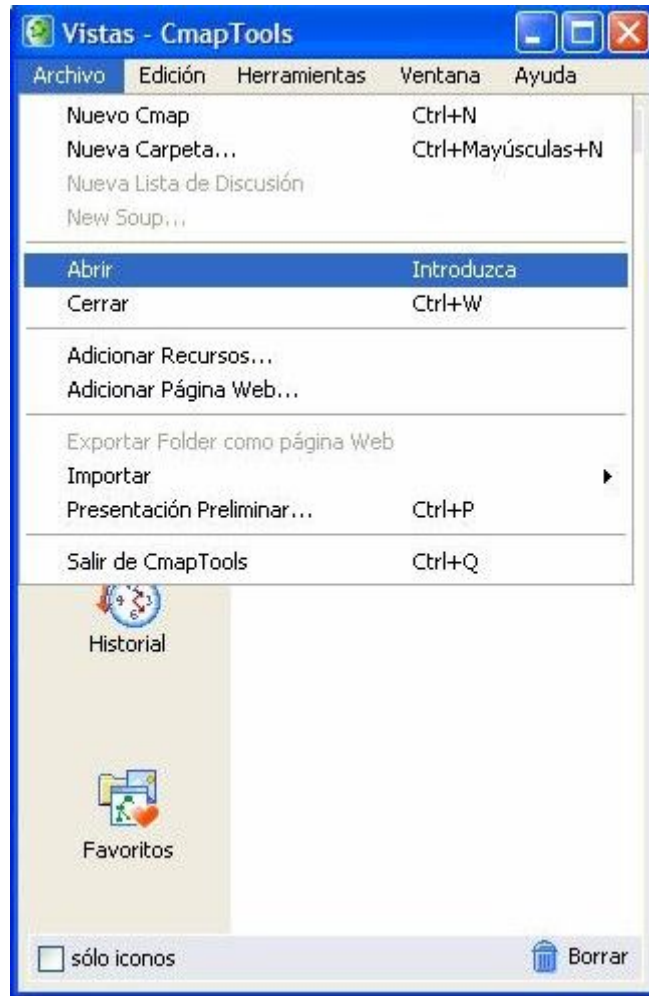 Vistas - CmapTools
Archivo Edición Herramientas Ventana Ayuda
Nuevo Cmap Ctrl+N
Nueva Carpeta... Ctrl+Mayúsculas+N
Nueva Lista de Discusión
New Soup...
Abrir Introduzca
Cerrar Ctrl+W
Adicionar Recursos...
Adicionar Página Web...
Exportar Folder como página Web
Importar
Presentación Preliminar... Ctrl+P
Salir de CmapTools Ctrl+Q
Historial
Favoritos
sólo iconos Borrar